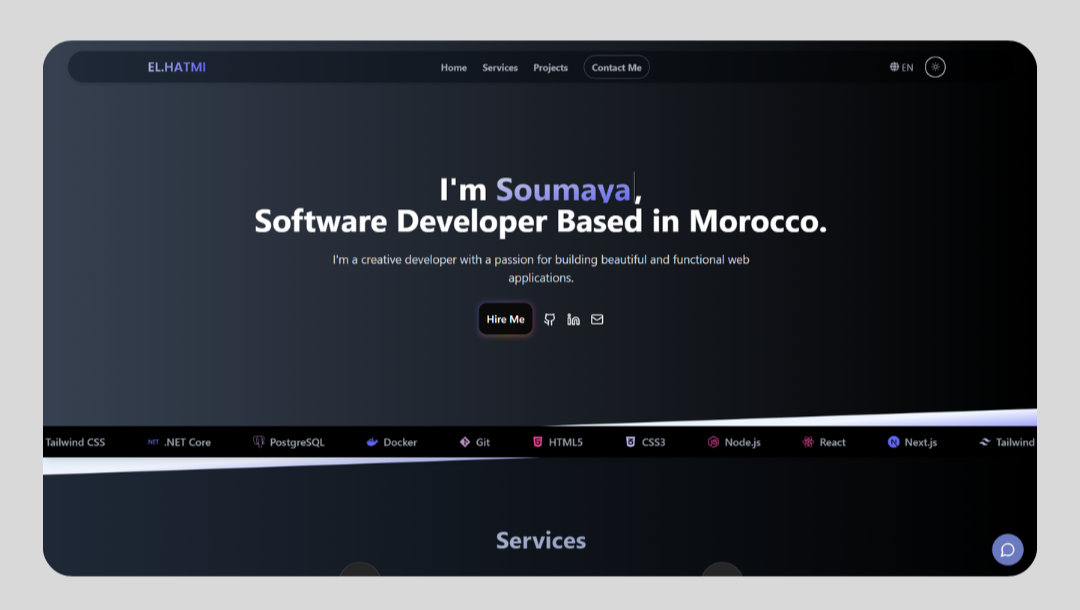 EL.HATMI
Home Services Projects Contact Me
EN
I'm Soumaya,
Software Developer Based in Morocco.
I'm a creative developer with a passion for building beautiful and functional web
applications.
Hire Me
Tailwind CSS .NET .NET Core PostgreSQL Docker Git HTML5 CSS3 Node.js React Next.js Tailwind
Services